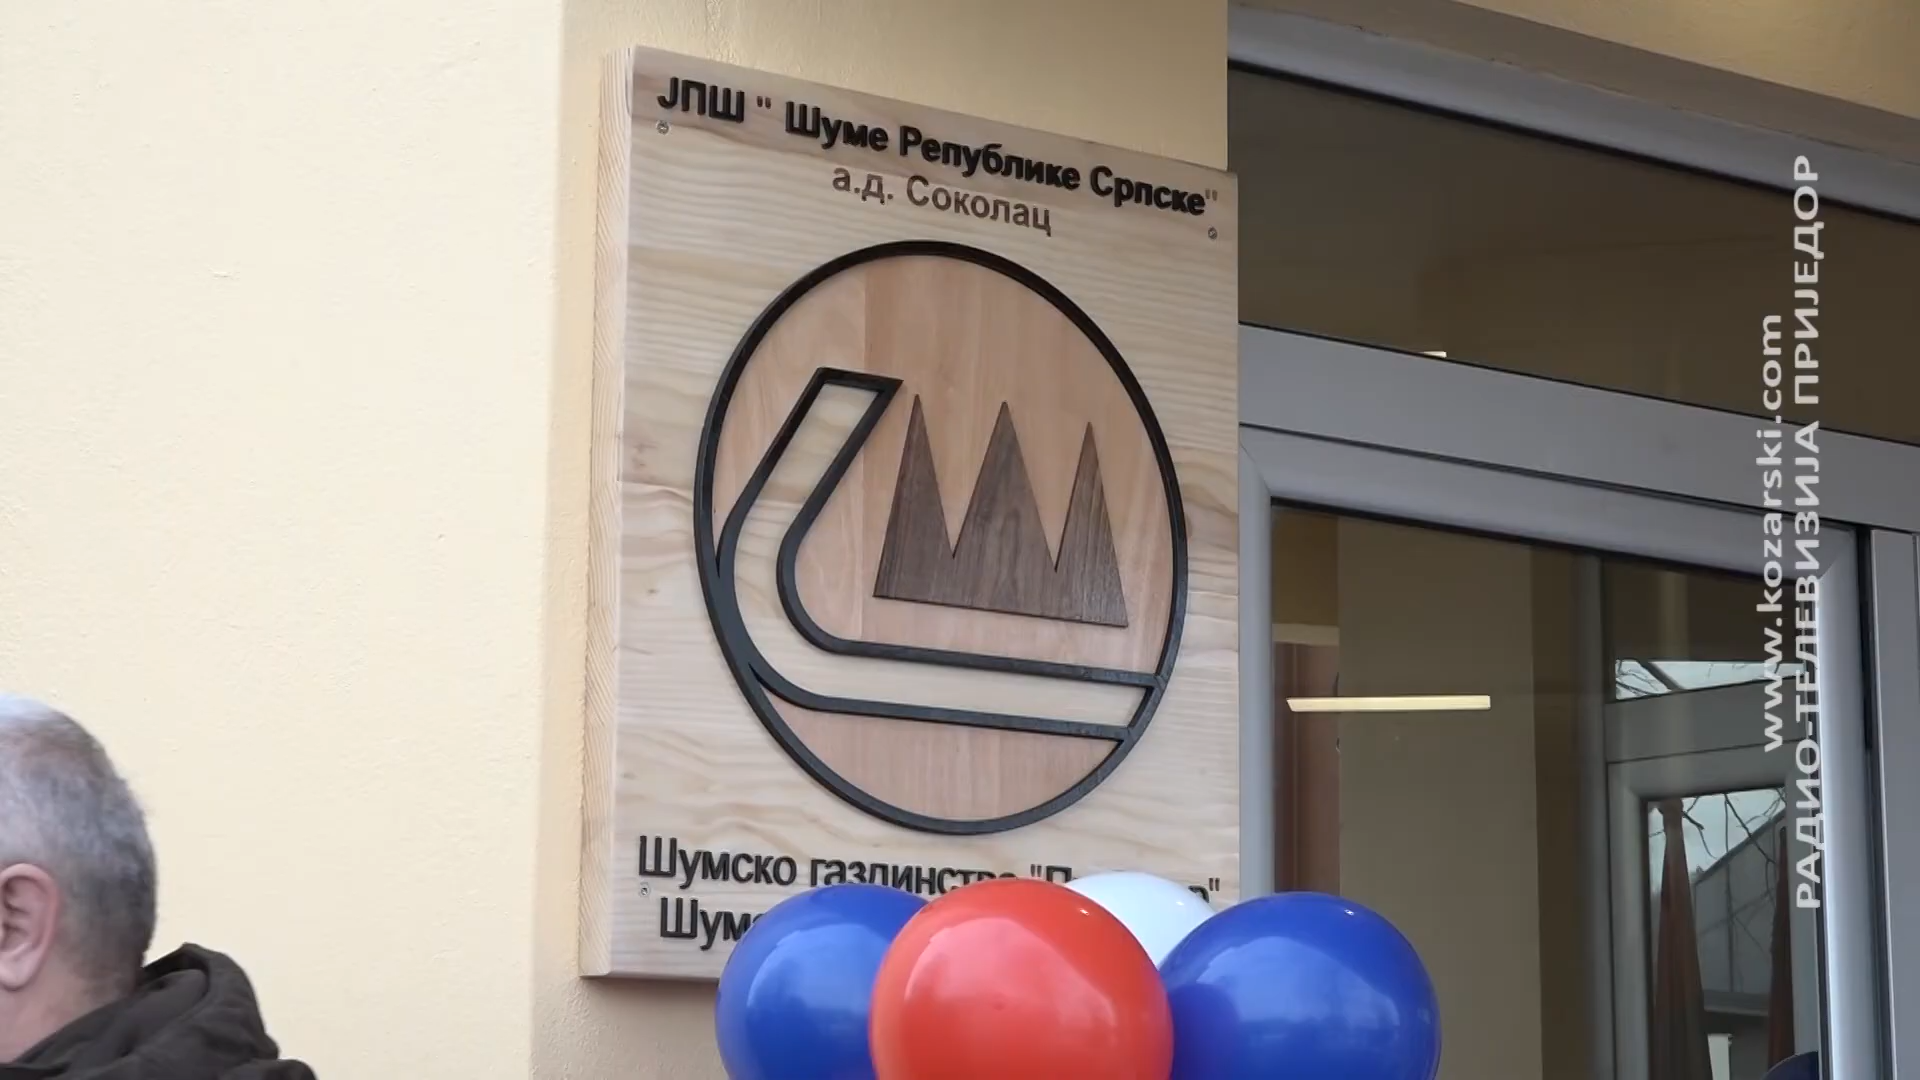 ЈПШ " Шуме Републике Српске"
а.д. Соколац
Шумско газдинство
www.kozarski.com
РАДИО-ТЕЛЕВИЗИЈА ПРИЈЕДОР